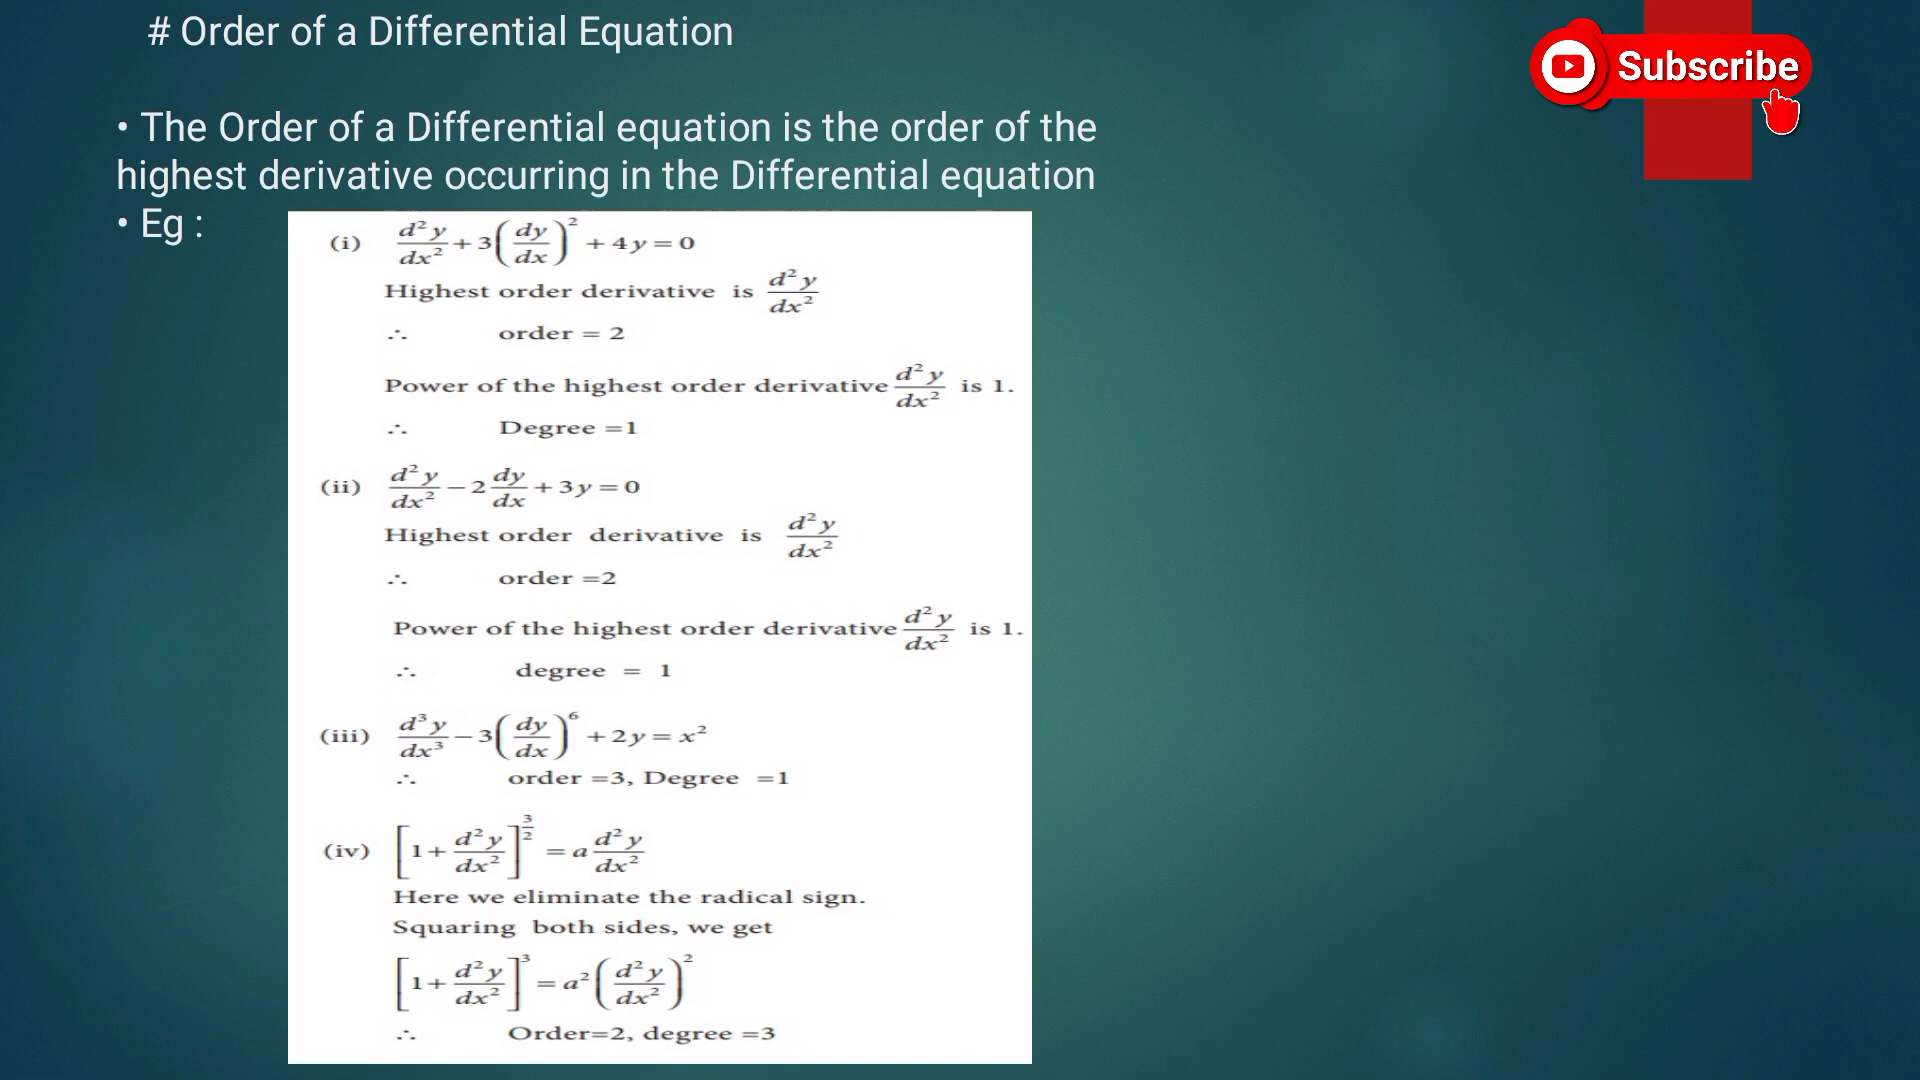 # Order of a Differential Equation
Subscribe
• The Order of a Differential equation is the order of the
highest derivative occurring in the Differential equation
• Eg :
(i) d²y/dx² + 3(dy/dx)² + 4y = 0
Highest order derivative is d²y/dx²
∴ order = 2
Power of the highest order derivative d²y/dx² is 1.
∴ Degree =1
(ii) d²y/dx² − 2 dy/dx + 3y = 0
Highest order derivative is d²y/dx²
∴ order =2
Power of the highest order derivative d²y/dx² is 1.
∴ degree = 1
(iii) d³y/dx³ − 3(dy/dx)⁶ + 2y = x²
∴ order =3, Degree =1
(iv) [1+ d²y/dx²]^(3/2) = a d²y/dx²
Here we eliminate the radical sign.
Squaring both sides, we get
[1+ d²y/dx²]³ = a² (d²y/dx²)²
∴ Order=2, degree =3